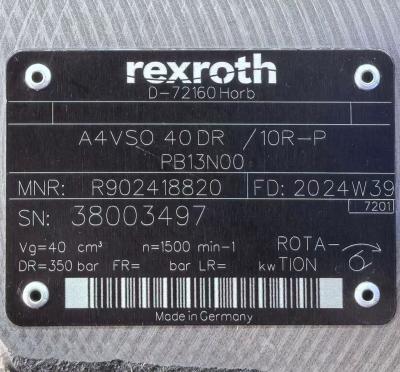 rexroth
D-72160 Horb
A4VSO 40 DR /10R-P
PB13N00
MNR: R902418820 FD: 2024W39
7201
SN: 38003497
Vg=40 cm³ n=1500 min-1 ROTA-
DR=350 bar FR= bar LR= kw TION
Made in Germany